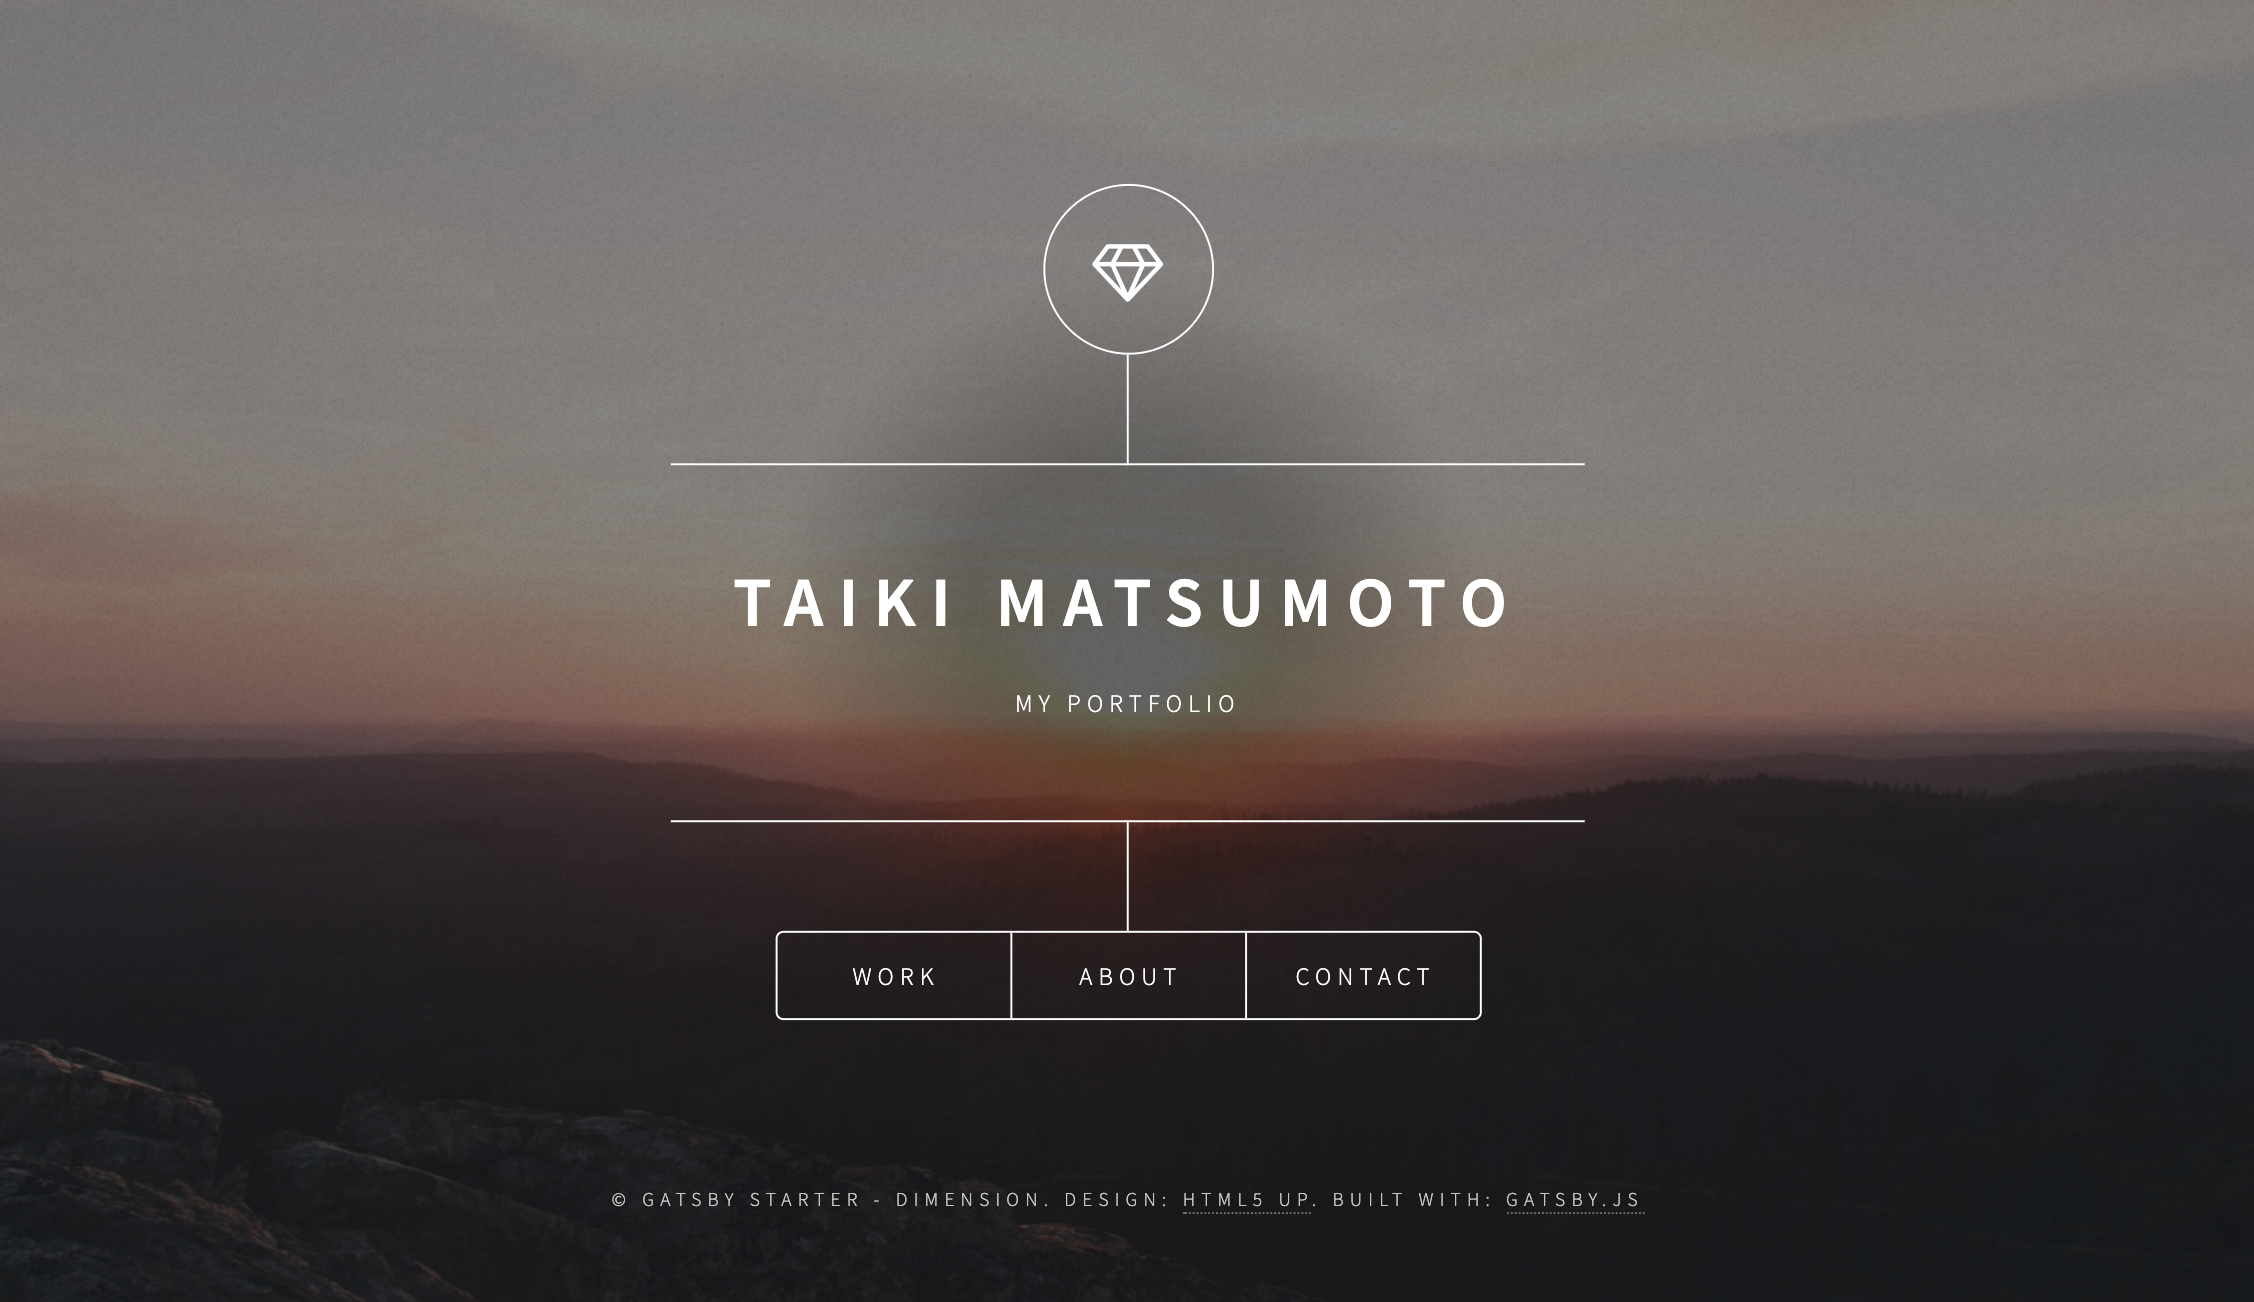 TAIKI MATSUMOTO
MY PORTFOLIO
WORK ABOUT CONTACT
© GATSBY STARTER - DIMENSION. DESIGN: HTML5 UP. BUILT WITH: GATSBY.JS